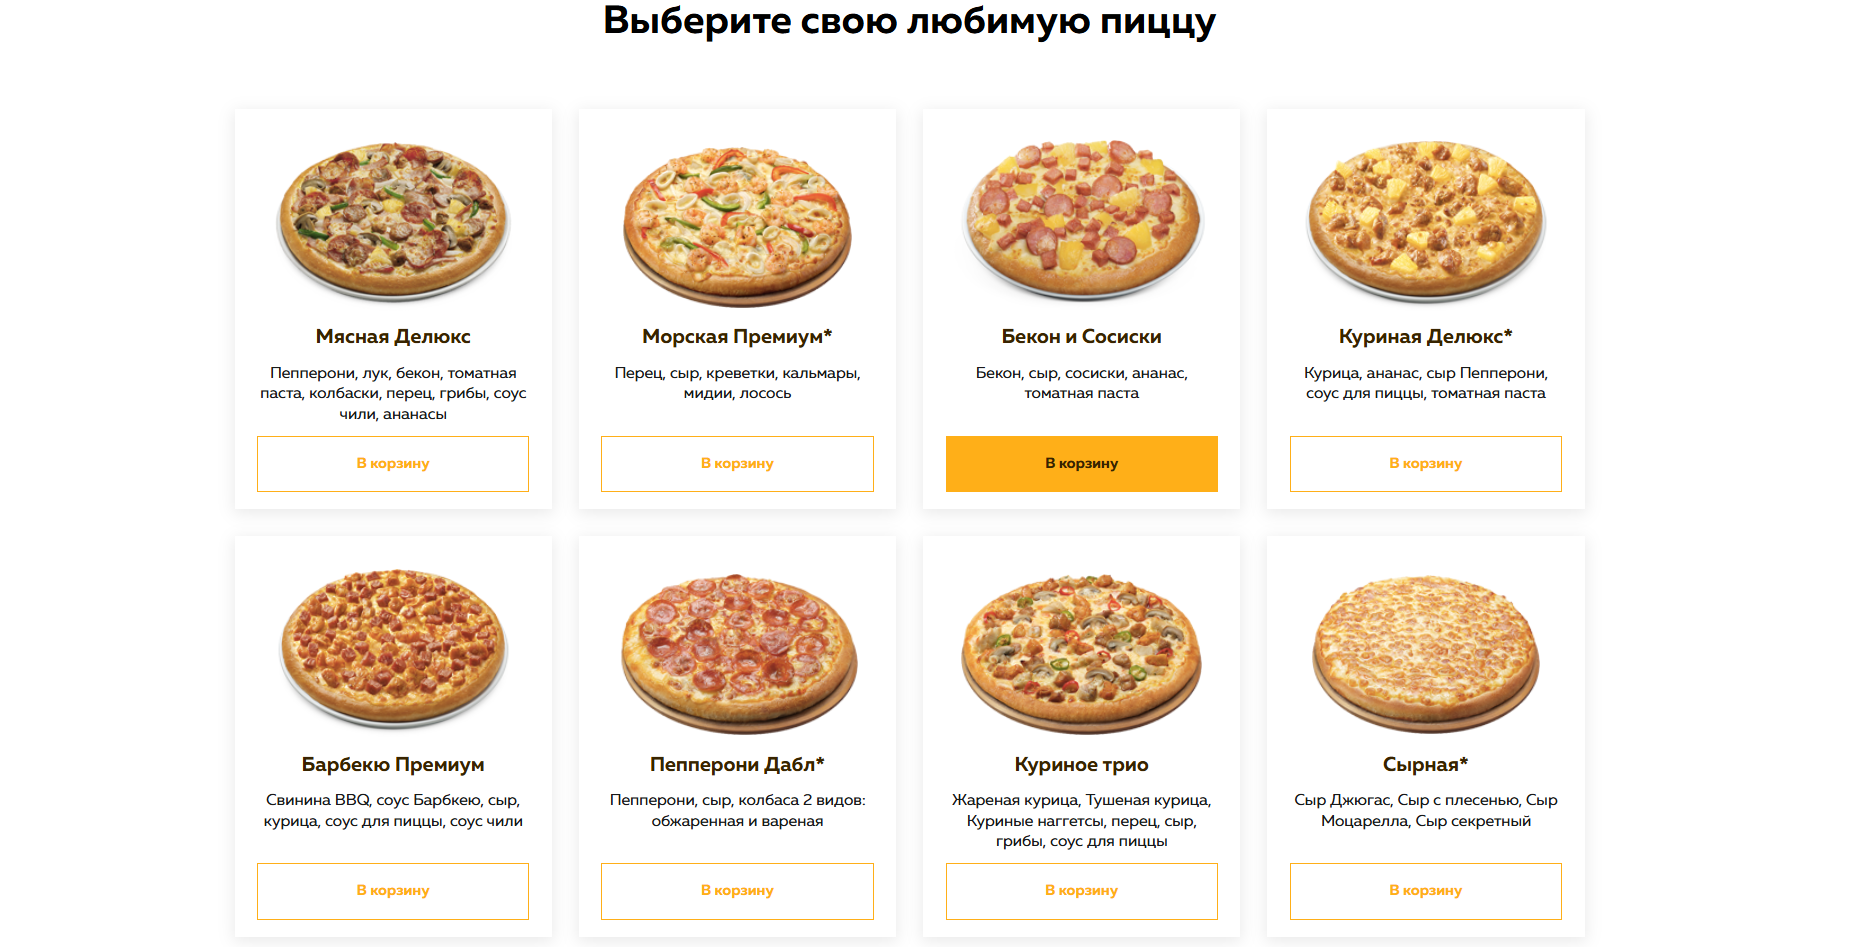 Выберите свою любимую пиццу
Мясная Делюкс
Пепперони, лук, бекон, томатная
паста, колбаски, перец, грибы, соус
чили, ананасы
В корзину
Морская Премиум*
Перец, сыр, креветки, кальмары,
мидии, лосось
В корзину
Бекон и Сосиски
Бекон, сыр, сосиски, ананас,
томатная паста
В корзину
Куриная Делюкс*
Курица, ананас, сыр Пепперони,
соус для пиццы, томатная паста
В корзину
Барбекю Премиум
Свинина BBQ, соус Барбкею, сыр,
курица, соус для пиццы, соус чили
В корзину
Пепперони Дабл*
Пепперони, сыр, колбаса 2 видов:
обжаренная и вареная
В корзину
Куриное трио
Жареная курица, Тушеная курица,
Куриные наггетсы, перец, сыр,
грибы, соус для пиццы
В корзину
Сырная*
Сыр Джюгас, Сыр с плесенью, Сыр
Моцарелла, Сыр секретный
В корзину